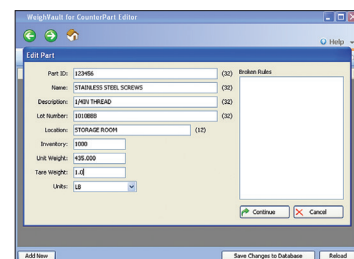 WeighVault for CounterPart Editor
Help
Edit Part
Part ID: 123456 (32) Broken Rules
Name: STAINLESS STEEL SCREWS (32)
Description: 1/4IN THREAD (32)
Lot Number: 1010888 (32)
Location: STORAGE ROOM (12)
Inventory: 1000
Unit Weight: 435.000
Tare Weight: 1.0
Units: LB
Continue Cancel
Add New Save Changes to Database Reload